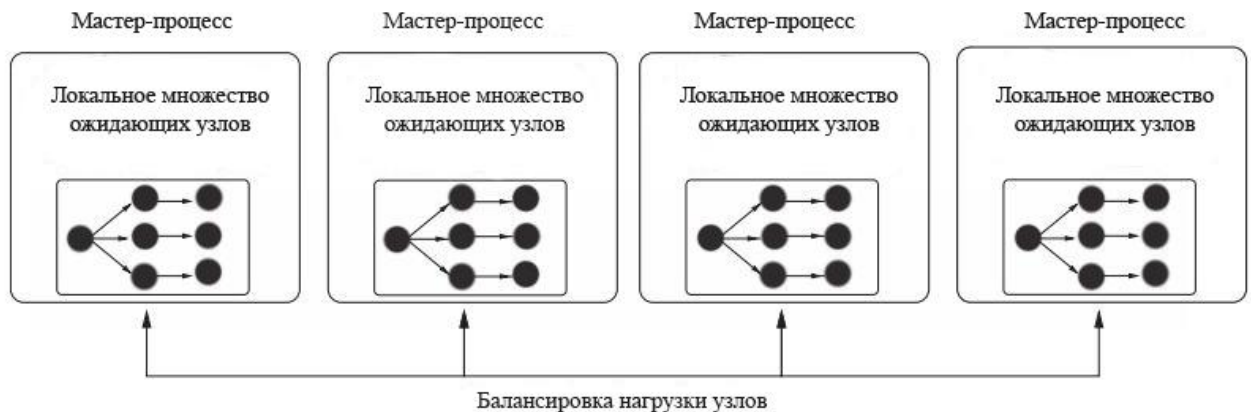 Мастер-процесс
Мастер-процесс
Мастер-процесс
Мастер-процесс
Локальное множество
ожидающих узлов
Локальное множество
ожидающих узлов
Локальное множество
ожидающих узлов
Локальное множество
ожидающих узлов
Балансировка нагрузки узлов